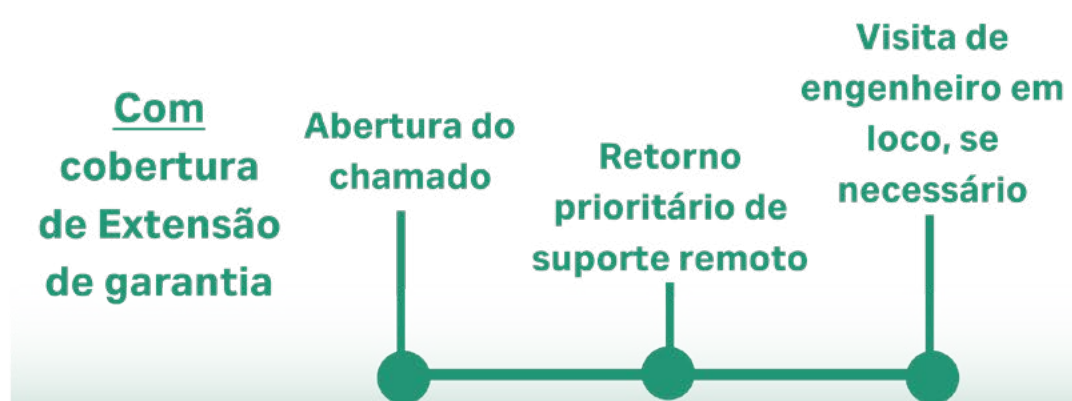 Com
cobertura
de Extensão
de garantia
Abertura do
chamado
Retorno
prioritário de
suporte remoto
Visita de
engenheiro em
loco, se
necessário